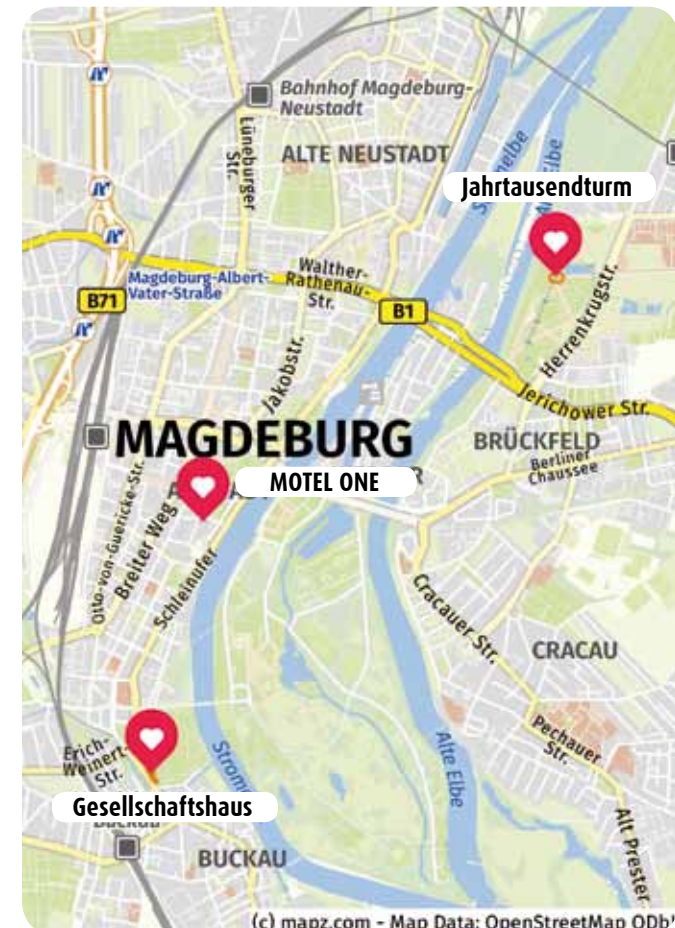 Bahnhof Magdeburg-
Neustadt
Lüneburger
Str.
ALTE NEUSTADT
Alte Elbe
Jahrtausendturm
Walther-
Rathenau-
Str.
Magdeburg-Albert-
Vater-Straße
B71
B1
Herrenkrugstr.
Jakobstr.
Jerichower Str.
MAGDEBURG
BRÜCKFELD
Berliner
Chaussee
MOTEL ONE
Otto-von-Guericke-Str.
Breiter Weg
Schleinufer
Cracauer Str.
CRACAU
Pechauer
Str.
Erich-
Weinert-
Str.
Strom
Alte Elbe
Gesellschaftshaus
Alt Prester
BUCKAU
(c) mapz.com - Map Data: OpenStreetMap ODb